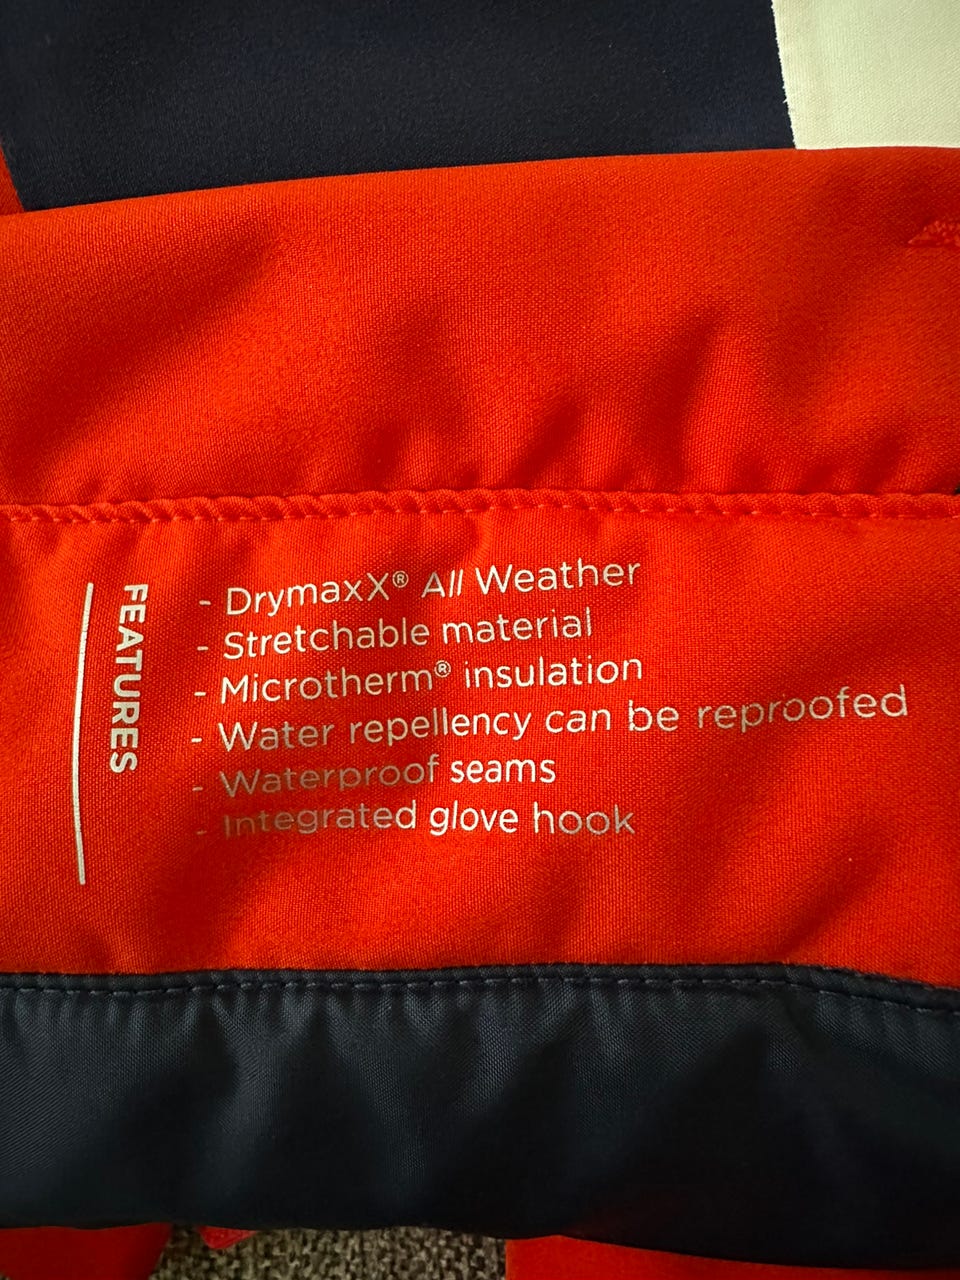 FEATURES
- DrymaxX® All Weather
- Stretchable material
- Microtherm® insulation
- Water repellency can be reproofed
- Waterproof seams
- Integrated glove hook